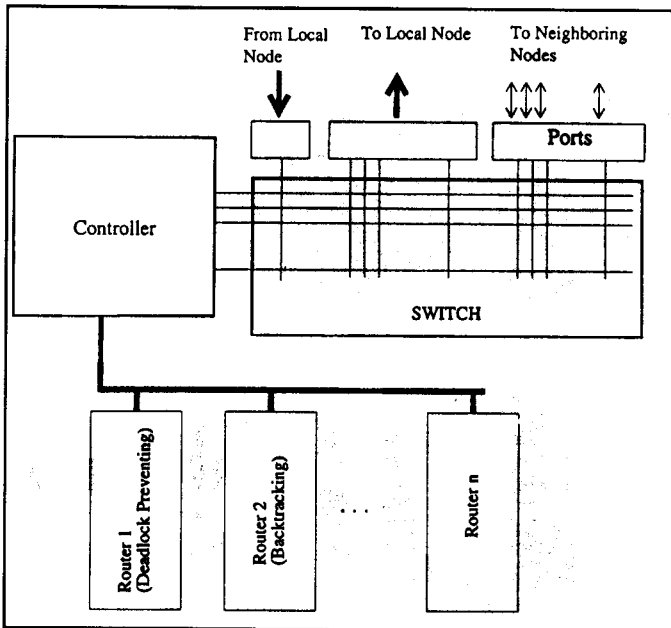 From Local
Node
To Local Node
To Neighboring
Nodes
Ports
Controller
SWITCH
Router 1
(Deadlock Preventing)
Router 2
(Backtracking)
. . .
Router n